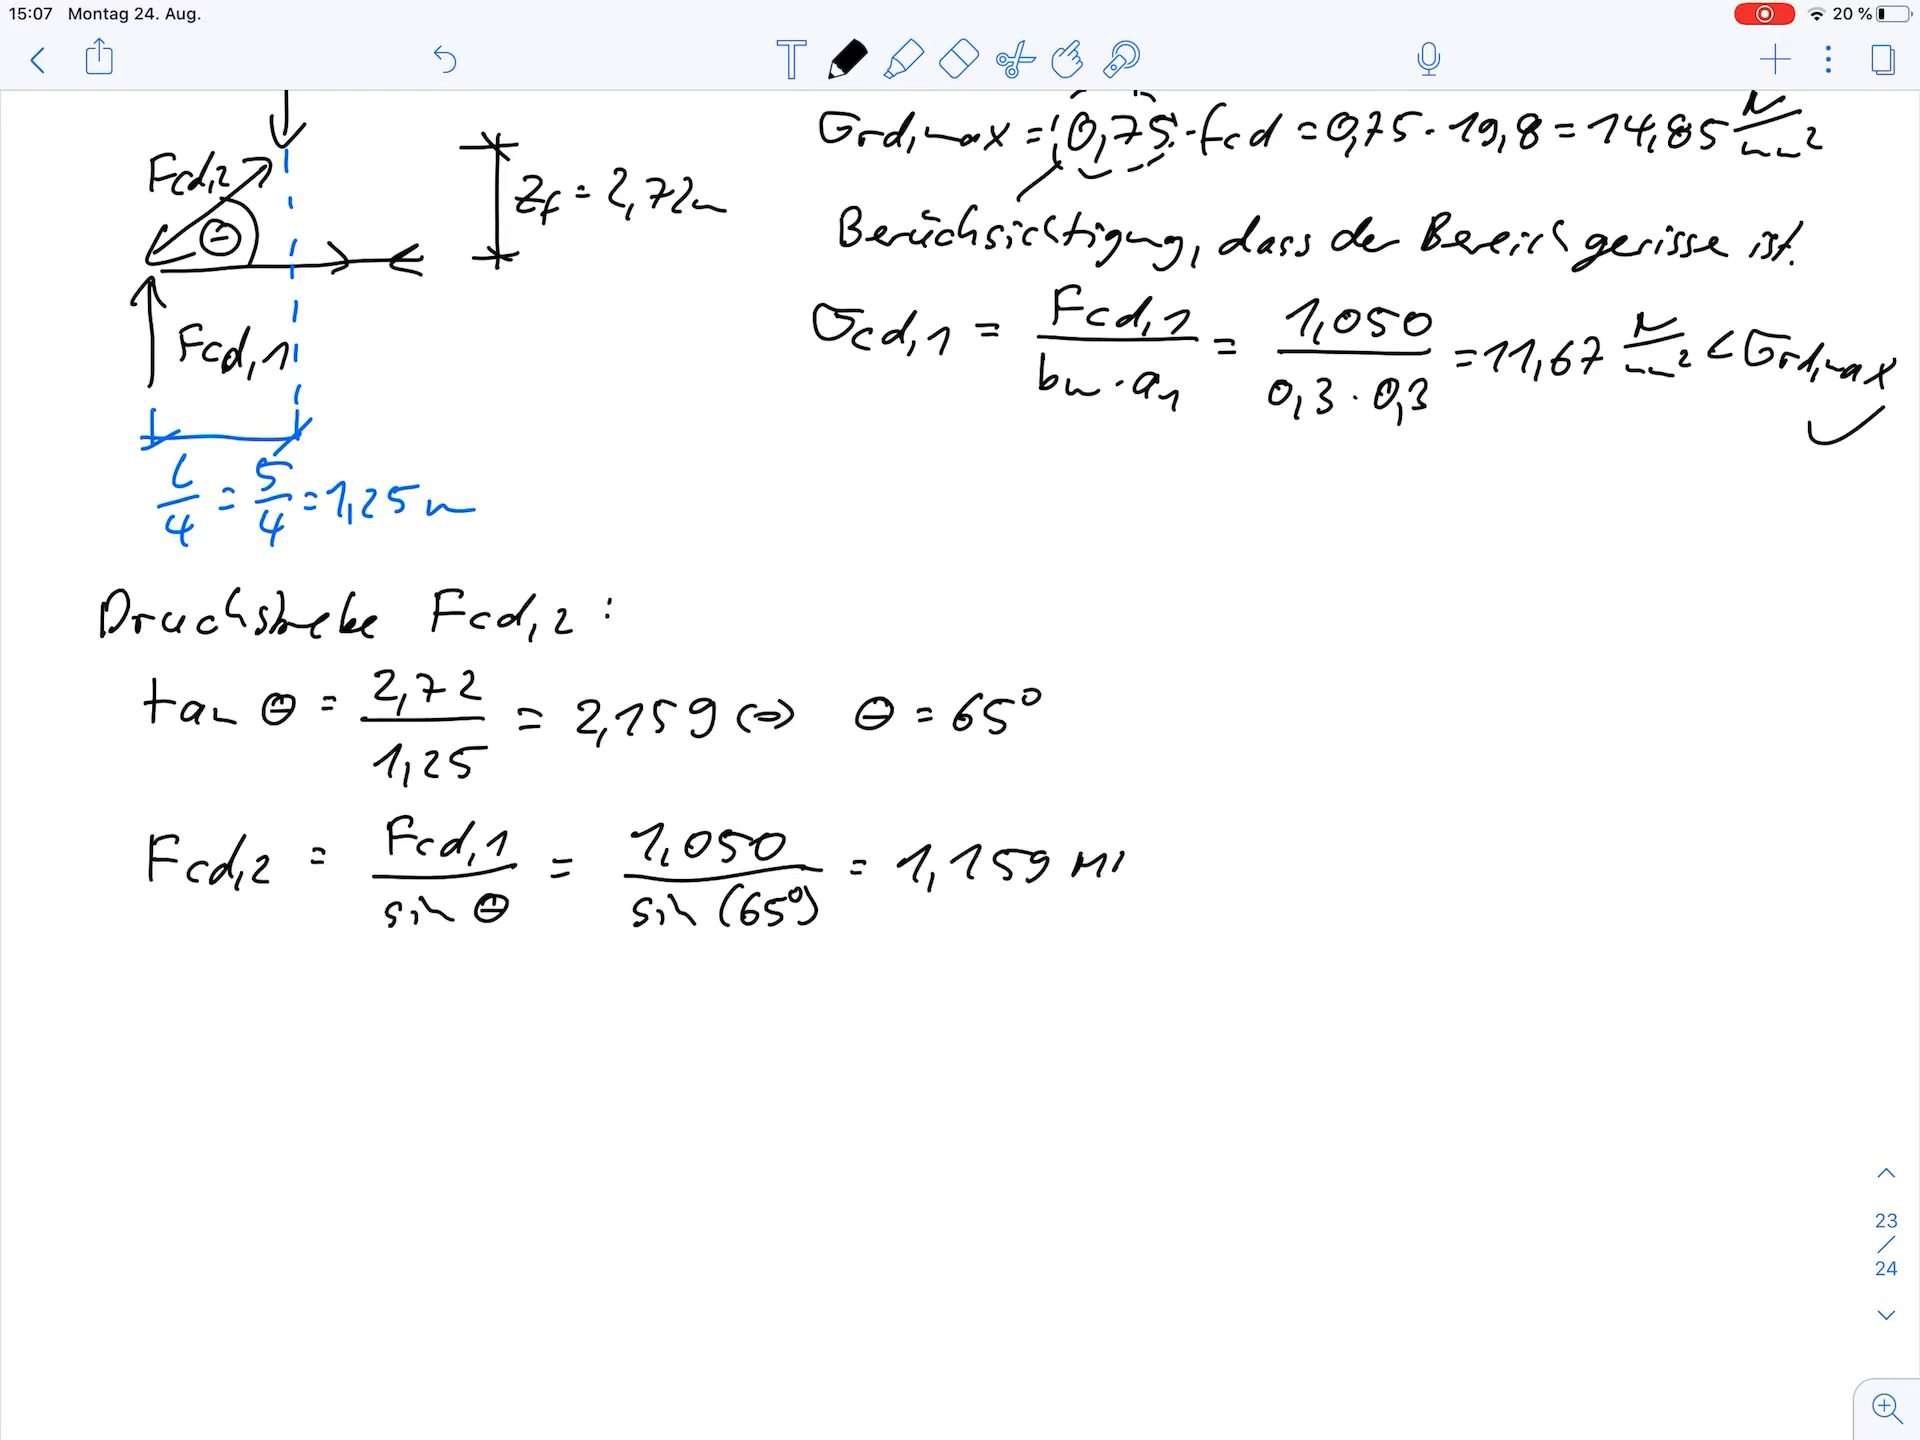 15:07 Montag 24. Aug. 20 %
T
Fcd,2
Θ
Zf = 2,72m
Fcd,1
l/4 = 5/4 = 1,25m
σrd,max = 0,75·fcd = 0,75·19,8 = 14,85 N/mm²
Berücksichtigung, dass der Bereich gerisse ist.
σcd,1 = Fcd,1/(bw·a1) = 1,050/(0,3·0,3) = 11,67 N/mm² < σrd,max ✓
Druckstrebe Fcd,2:
tan Θ = 2,72/1,25 = 2,159 ⇔ Θ = 65°
Fcd,2 = Fcd,1/sin Θ = 1,050/sin(65°) = 1,159 MN
23
/
24